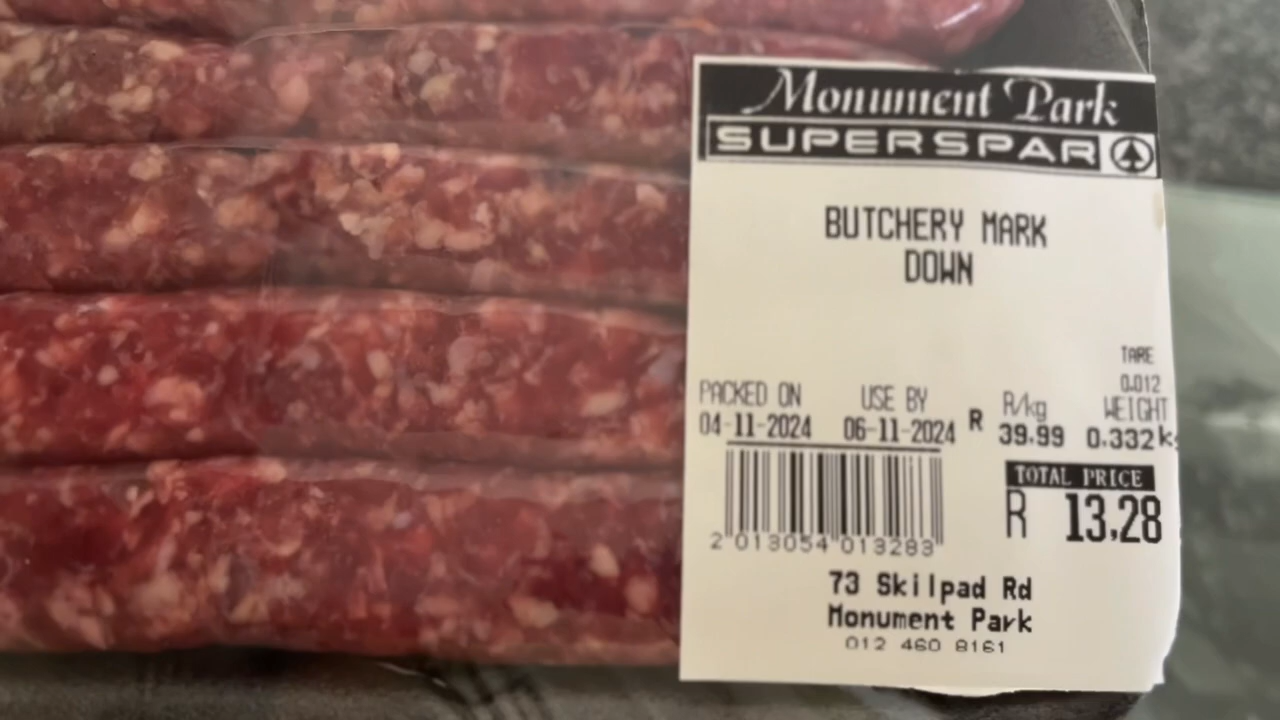 Monument Park
SUPERSPAR
BUTCHERY MARK
DOWN
TARE
0.012
PACKED ON USE BY R/kg WEIGHT
04-11-2024 06-11-2024 R 39.99 0.332k
TOTAL PRICE
R 13,28
2 013054 013283
73 Skilpad Rd
Monument Park
012 460 8161